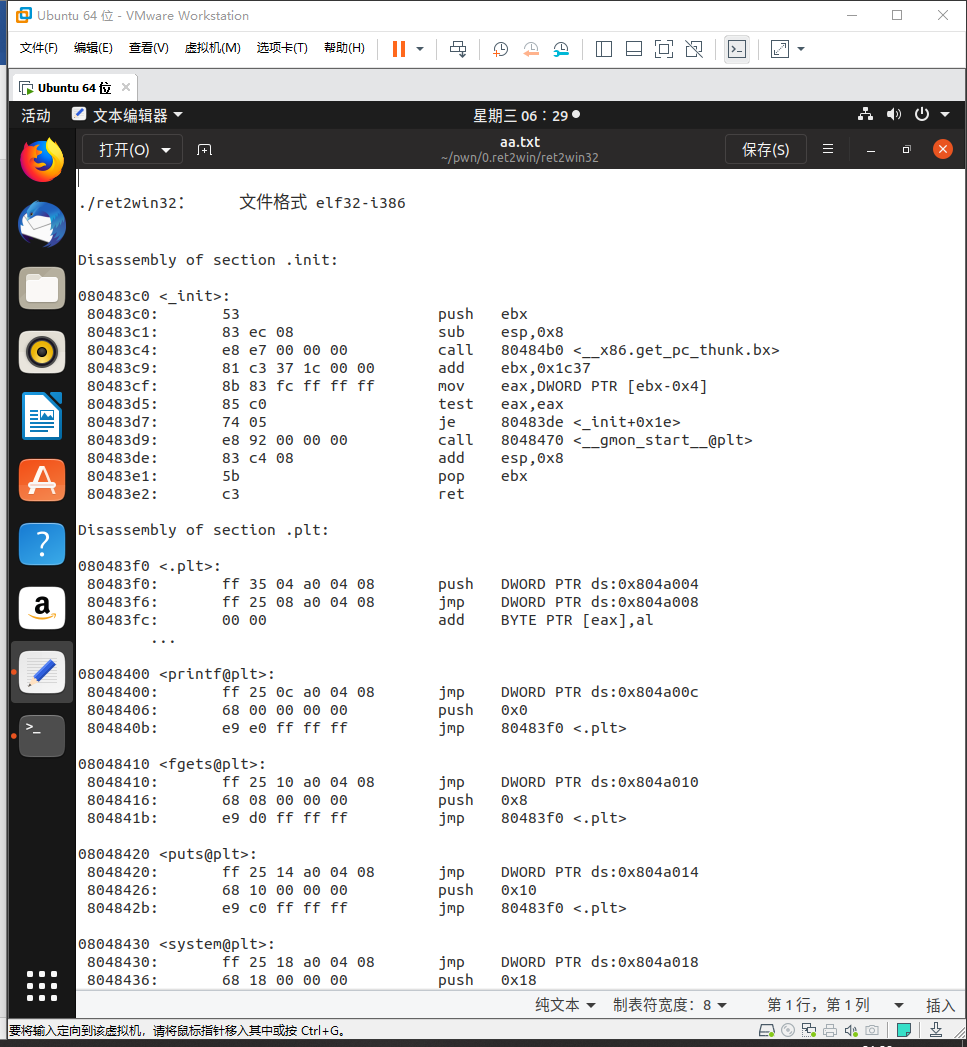 Ubuntu 64 位 - VMware Workstation
文件(F) 编辑(E) 查看(V) 虚拟机(M) 选项卡(T) 帮助(H)
Ubuntu 64 位
活动 文本编辑器 星期三 06：29
打开(O) aa.txt 保存(S)
~/pwn/0.ret2win/ret2win32
./ret2win32： 文件格式 elf32-i386
Disassembly of section .init:
080483c0 <_init>:
80483c0: 53 push ebx
80483c1: 83 ec 08 sub esp,0x8
80483c4: e8 e7 00 00 00 call 80484b0 <__x86.get_pc_thunk.bx>
80483c9: 81 c3 37 1c 00 00 add ebx,0x1c37
80483cf: 8b 83 fc ff ff ff mov eax,DWORD PTR [ebx-0x4]
80483d5: 85 c0 test eax,eax
80483d7: 74 05 je 80483de <_init+0x1e>
80483d9: e8 92 00 00 00 call 8048470 <__gmon_start__@plt>
80483de: 83 c4 08 add esp,0x8
80483e1: 5b pop ebx
80483e2: c3 ret
Disassembly of section .plt:
080483f0 <.plt>:
80483f0: ff 35 04 a0 04 08 push DWORD PTR ds:0x804a004
80483f6: ff 25 08 a0 04 08 jmp DWORD PTR ds:0x804a008
80483fc: 00 00 add BYTE PTR [eax],al
...
08048400 <printf@plt>:
8048400: ff 25 0c a0 04 08 jmp DWORD PTR ds:0x804a00c
8048406: 68 00 00 00 00 push 0x0
804840b: e9 e0 ff ff ff jmp 80483f0 <.plt>
08048410 <fgets@plt>:
8048410: ff 25 10 a0 04 08 jmp DWORD PTR ds:0x804a010
8048416: 68 08 00 00 00 push 0x8
804841b: e9 d0 ff ff ff jmp 80483f0 <.plt>
08048420 <puts@plt>:
8048420: ff 25 14 a0 04 08 jmp DWORD PTR ds:0x804a014
8048426: 68 10 00 00 00 push 0x10
804842b: e9 c0 ff ff ff jmp 80483f0 <.plt>
08048430 <system@plt>:
8048430: ff 25 18 a0 04 08 jmp DWORD PTR ds:0x804a018
8048436: 68 18 00 00 00 push 0x18
纯文本 制表符宽度：8 第 1 行，第 1 列 插入
要将输入定向到该虚拟机，请将鼠标指针移入其中或按 Ctrl+G。